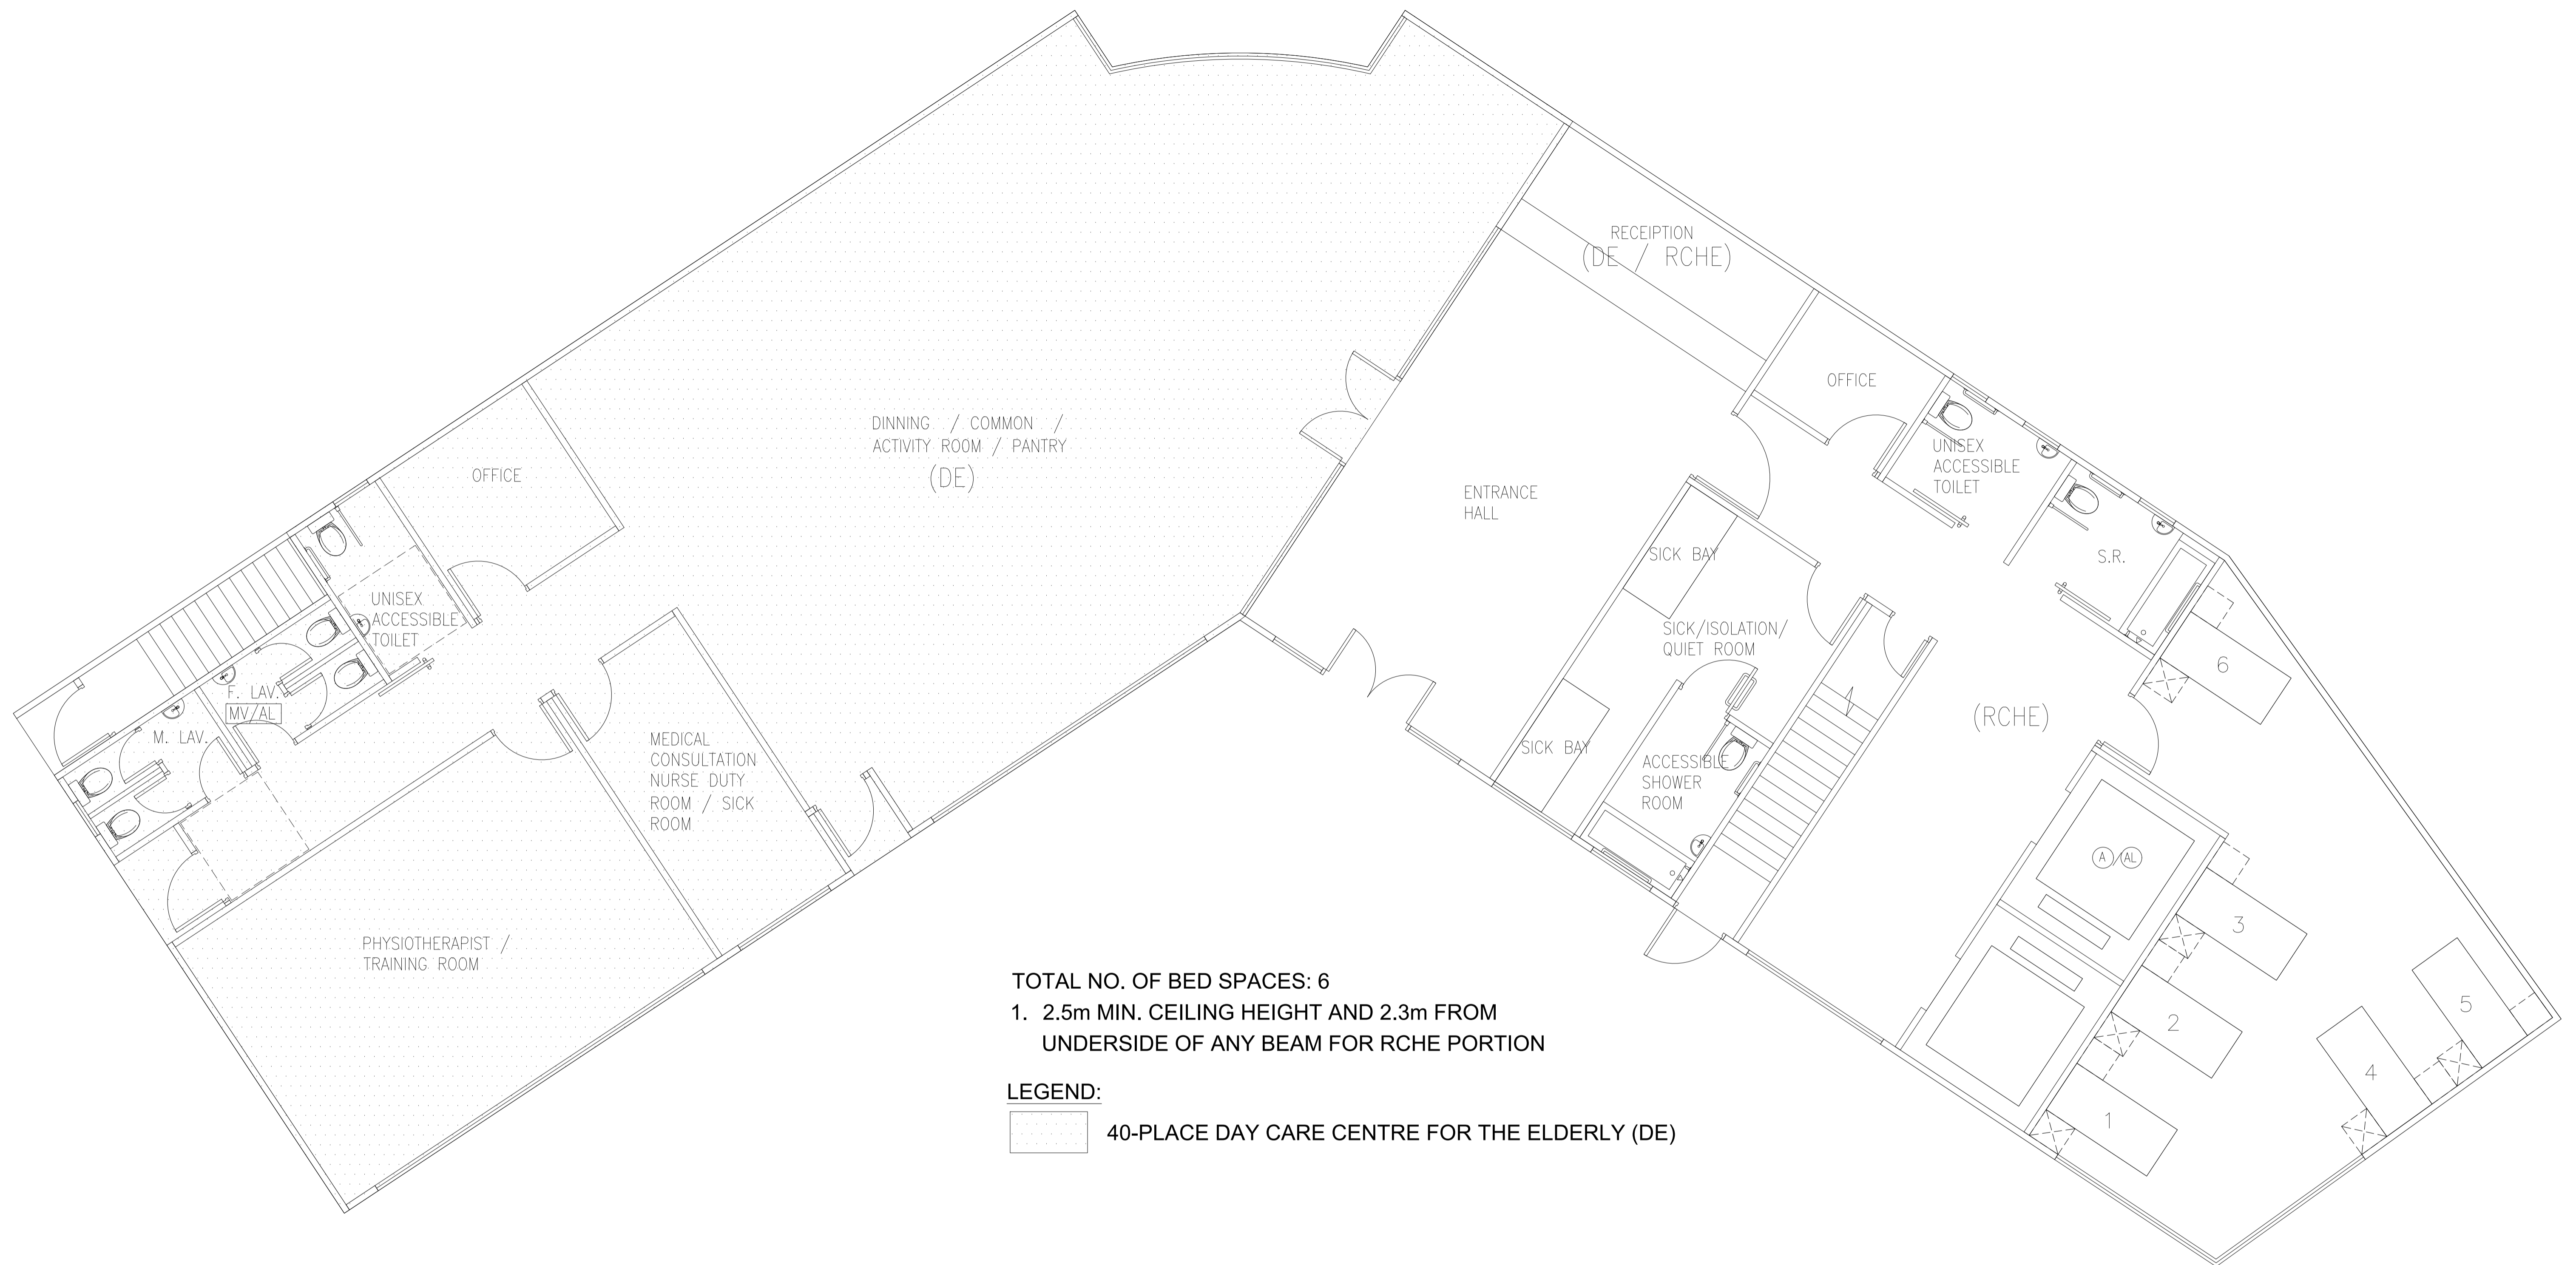 RECEIPTION
(DE / RCHE)
OFFICE
UNISEX
ACCESSIBLE
TOILET
S.R.
DINNING / COMMON /
ACTIVITY ROOM / PANTRY
(DE)
OFFICE
ENTRANCE
HALL
SICK BAY
SICK/ISOLATION/
QUIET ROOM
SICK BAY
ACCESSIBLE
SHOWER
ROOM
UNISEX
ACCESSIBLE
TOILET
F. LAV.
MV/AL
M. LAV.
MEDICAL
CONSULTATION
NURSE DUTY
ROOM / SICK
ROOM
PHYSIOTHERAPIST /
TRAINING ROOM
(RCHE)
6
A/AL
3
2
1
5
4
TOTAL NO. OF BED SPACES: 6
1. 2.5m MIN. CEILING HEIGHT AND 2.3m FROM
UNDERSIDE OF ANY BEAM FOR RCHE PORTION
LEGEND:
40-PLACE DAY CARE CENTRE FOR THE ELDERLY (DE)